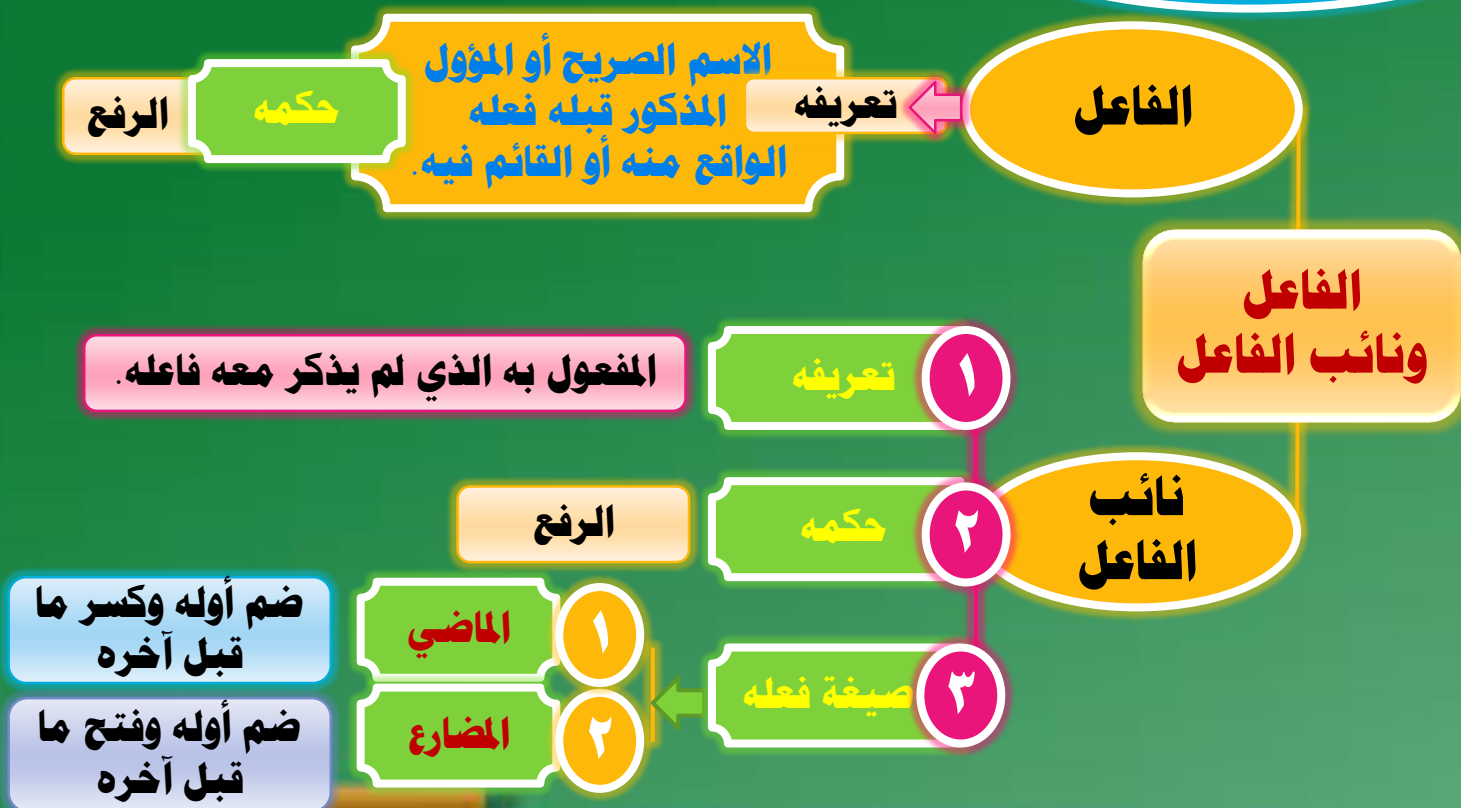 الفاعل
ونائب الفاعل
الفاعل
تعريفه
الاسم الصريح أو المؤول
المذكور قبله فعله
الواقع منه أو القائم فيه.
حكمه
الرفع
نائب
الفاعل
١
تعريفه
المفعول به الذي لم يذكر معه فاعله.
٢
حكمه
الرفع
٣
صيغة فعله
١
الماضي
ضم أوله وكسر ما
قبل آخره
٢
المضارع
ضم أوله وفتح ما
قبل آخره